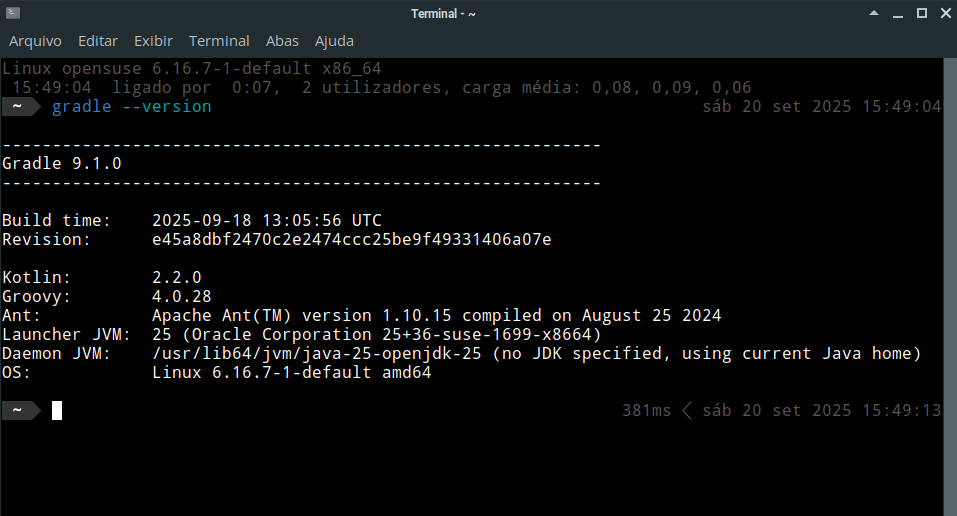 Terminal - ~
Arquivo Editar Exibir Terminal Abas Ajuda
Linux opensuse 6.16.7-1-default x86_64
15:49:04  ligado por  0:07,  2 utilizadores, carga média: 0,08, 0,09, 0,06
~ gradle --version sáb 20 set 2025 15:49:04
------------------------------------------------------------
Gradle 9.1.0
------------------------------------------------------------
Build time:    2025-09-18 13:05:56 UTC
Revision:      e45a8dbf2470c2e2474ccc25be9f49331406a07e
Kotlin:        2.2.0
Groovy:        4.0.28
Ant:           Apache Ant(TM) version 1.10.15 compiled on August 25 2024
Launcher JVM:  25 (Oracle Corporation 25+36-suse-1699-x8664)
Daemon JVM:    /usr/lib64/jvm/java-25-openjdk-25 (no JDK specified, using current Java home)
OS:            Linux 6.16.7-1-default amd64
~ 381ms < sáb 20 set 2025 15:49:13